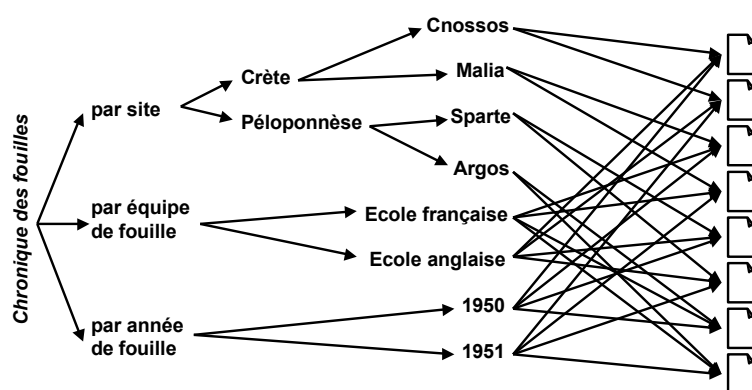 Chronique des fouilles
par site
Crète
Péloponnèse
Cnossos
Malia
Sparte
Argos
par équipe
de fouille
Ecole française
Ecole anglaise
par année
de fouille
1950
1951